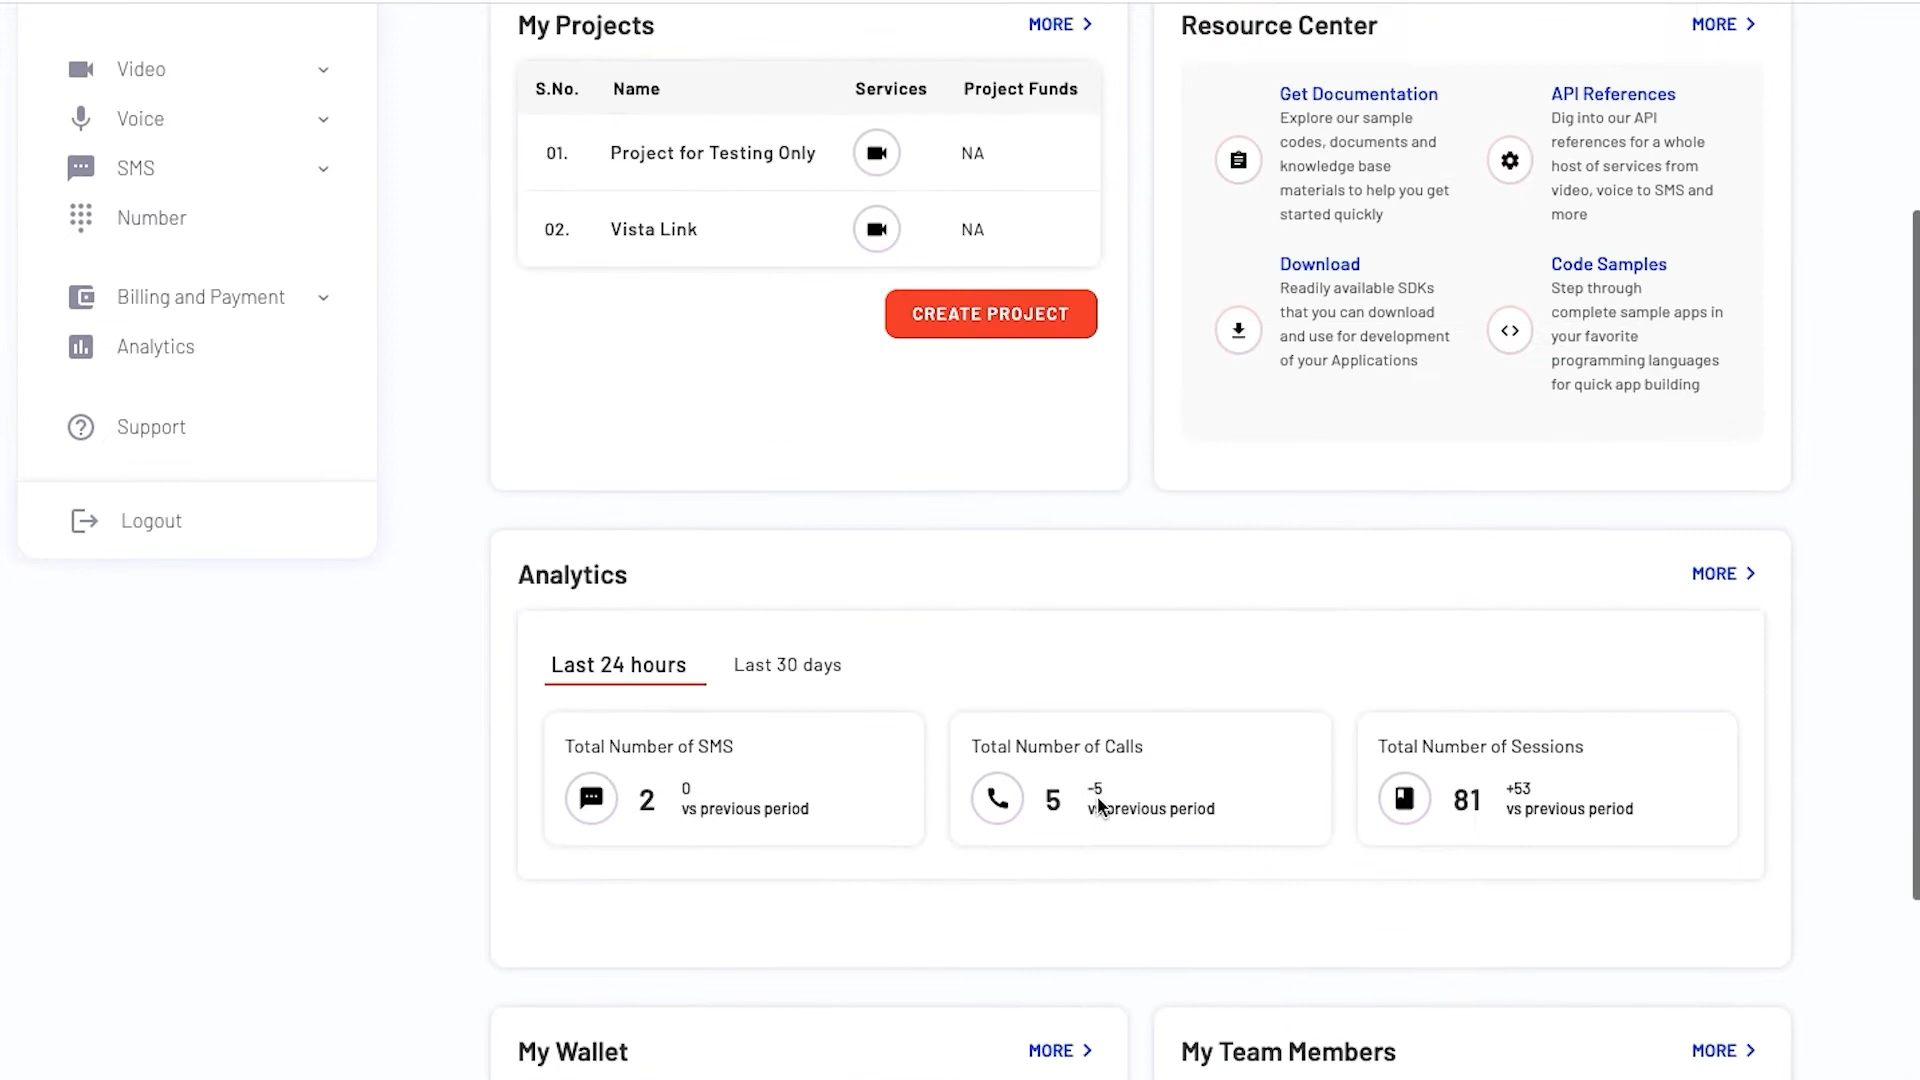 Video
Voice
SMS
Number
Billing and Payment
Analytics
Support
Logout
My Projects
MORE
S.No. Name Services Project Funds
01. Project for Testing Only NA
02. Vista Link NA
CREATE PROJECT
Resource Center
MORE
Get Documentation
Explore our sample
codes, documents and
knowledge base
materials to help you get
started quickly
API References
Dig into our API
references for a whole
host of services from
video, voice to SMS and
more
Download
Readily available SDKs
that you can download
and use for development
of your Applications
Code Samples
Step through
complete sample apps in
your favorite
programming languages
for quick app building
Analytics
MORE
Last 24 hours
Last 30 days
Total Number of SMS
2
0
vs previous period
Total Number of Calls
5
-5
vs previous period
Total Number of Sessions
81
+53
vs previous period
My Wallet
MORE
My Team Members
MORE